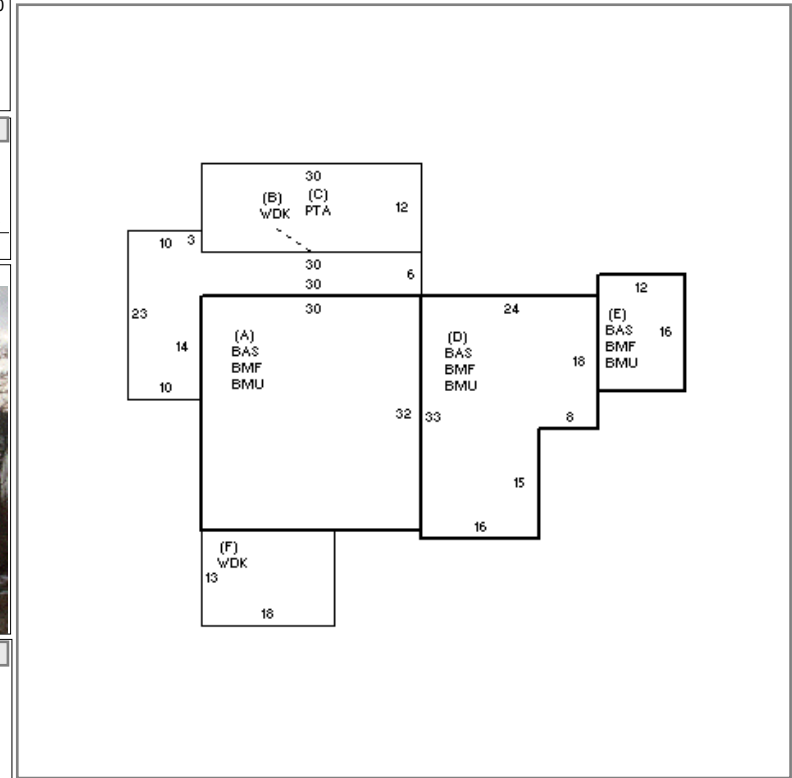 30
(B) (C)
WDK PTA 12
10 3
30
6
30
30
24
12
23
(A)
BAS
BMF
BMU
14
(D)
BAS
BMF
BMU
(E)
BAS 16
BMF
BMU
18
10
32 33
8
15
16
(F)
WDK
13
18